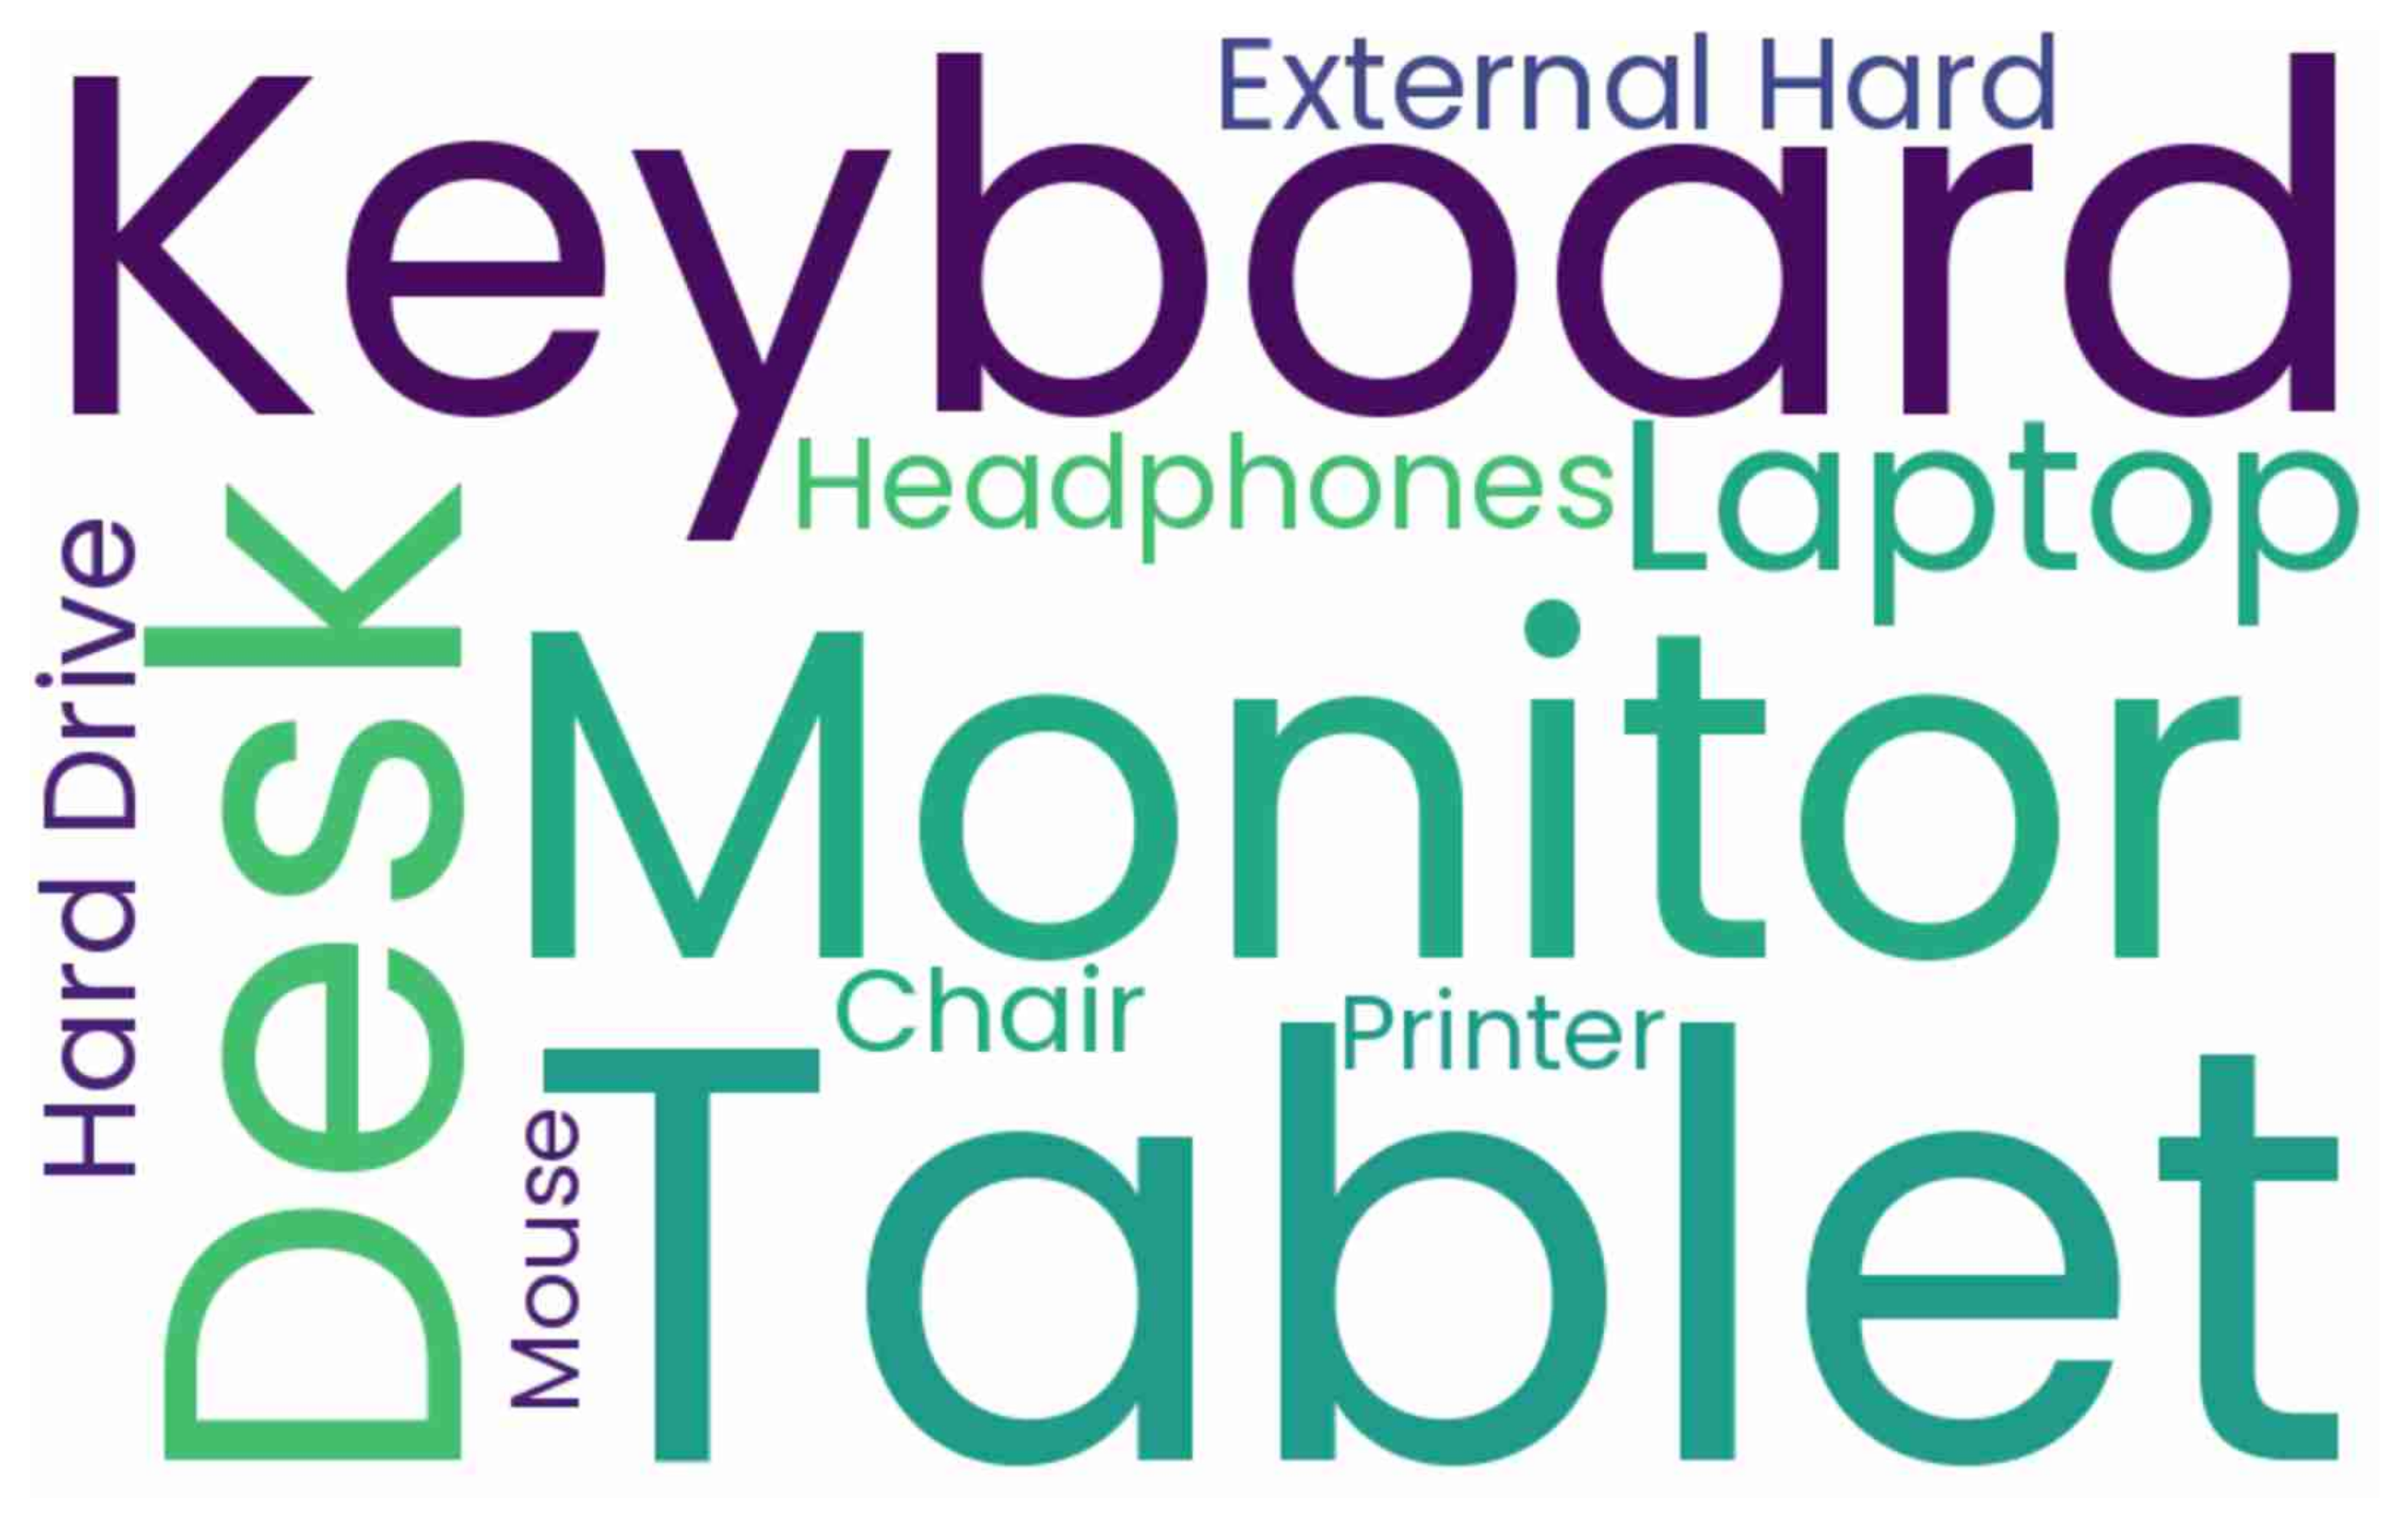 External Hard
Keyboard
Headphones
Laptop
Hard Drive
Desk
Monitor
Chair
Printer
Mouse
Tablet